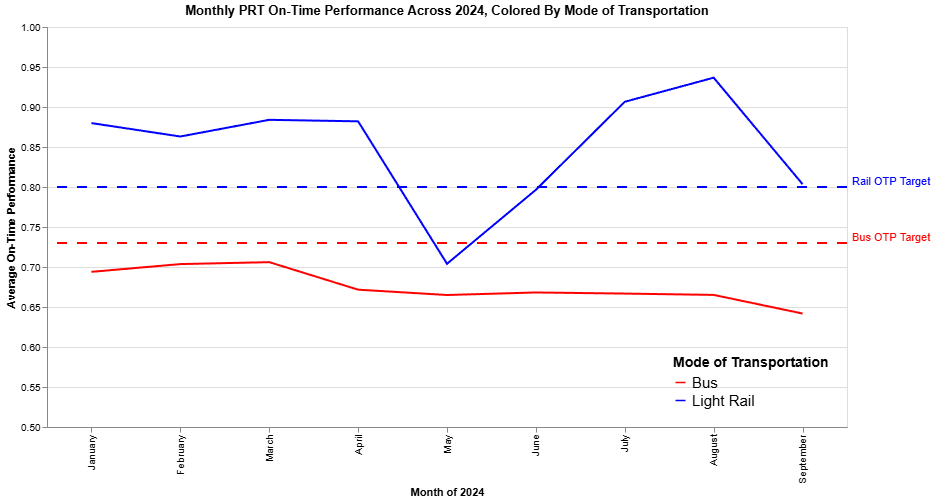 Monthly PRT On-Time Performance Across 2024, Colored By Mode of Transportation
1.00
0.95
0.90
0.85
0.80
0.75
0.70
0.65
0.60
0.55
0.50
Average On-Time Performance
Rail OTP Target
Bus OTP Target
Mode of Transportation
Bus
Light Rail
January
February
March
April
May
June
July
August
September
Month of 2024